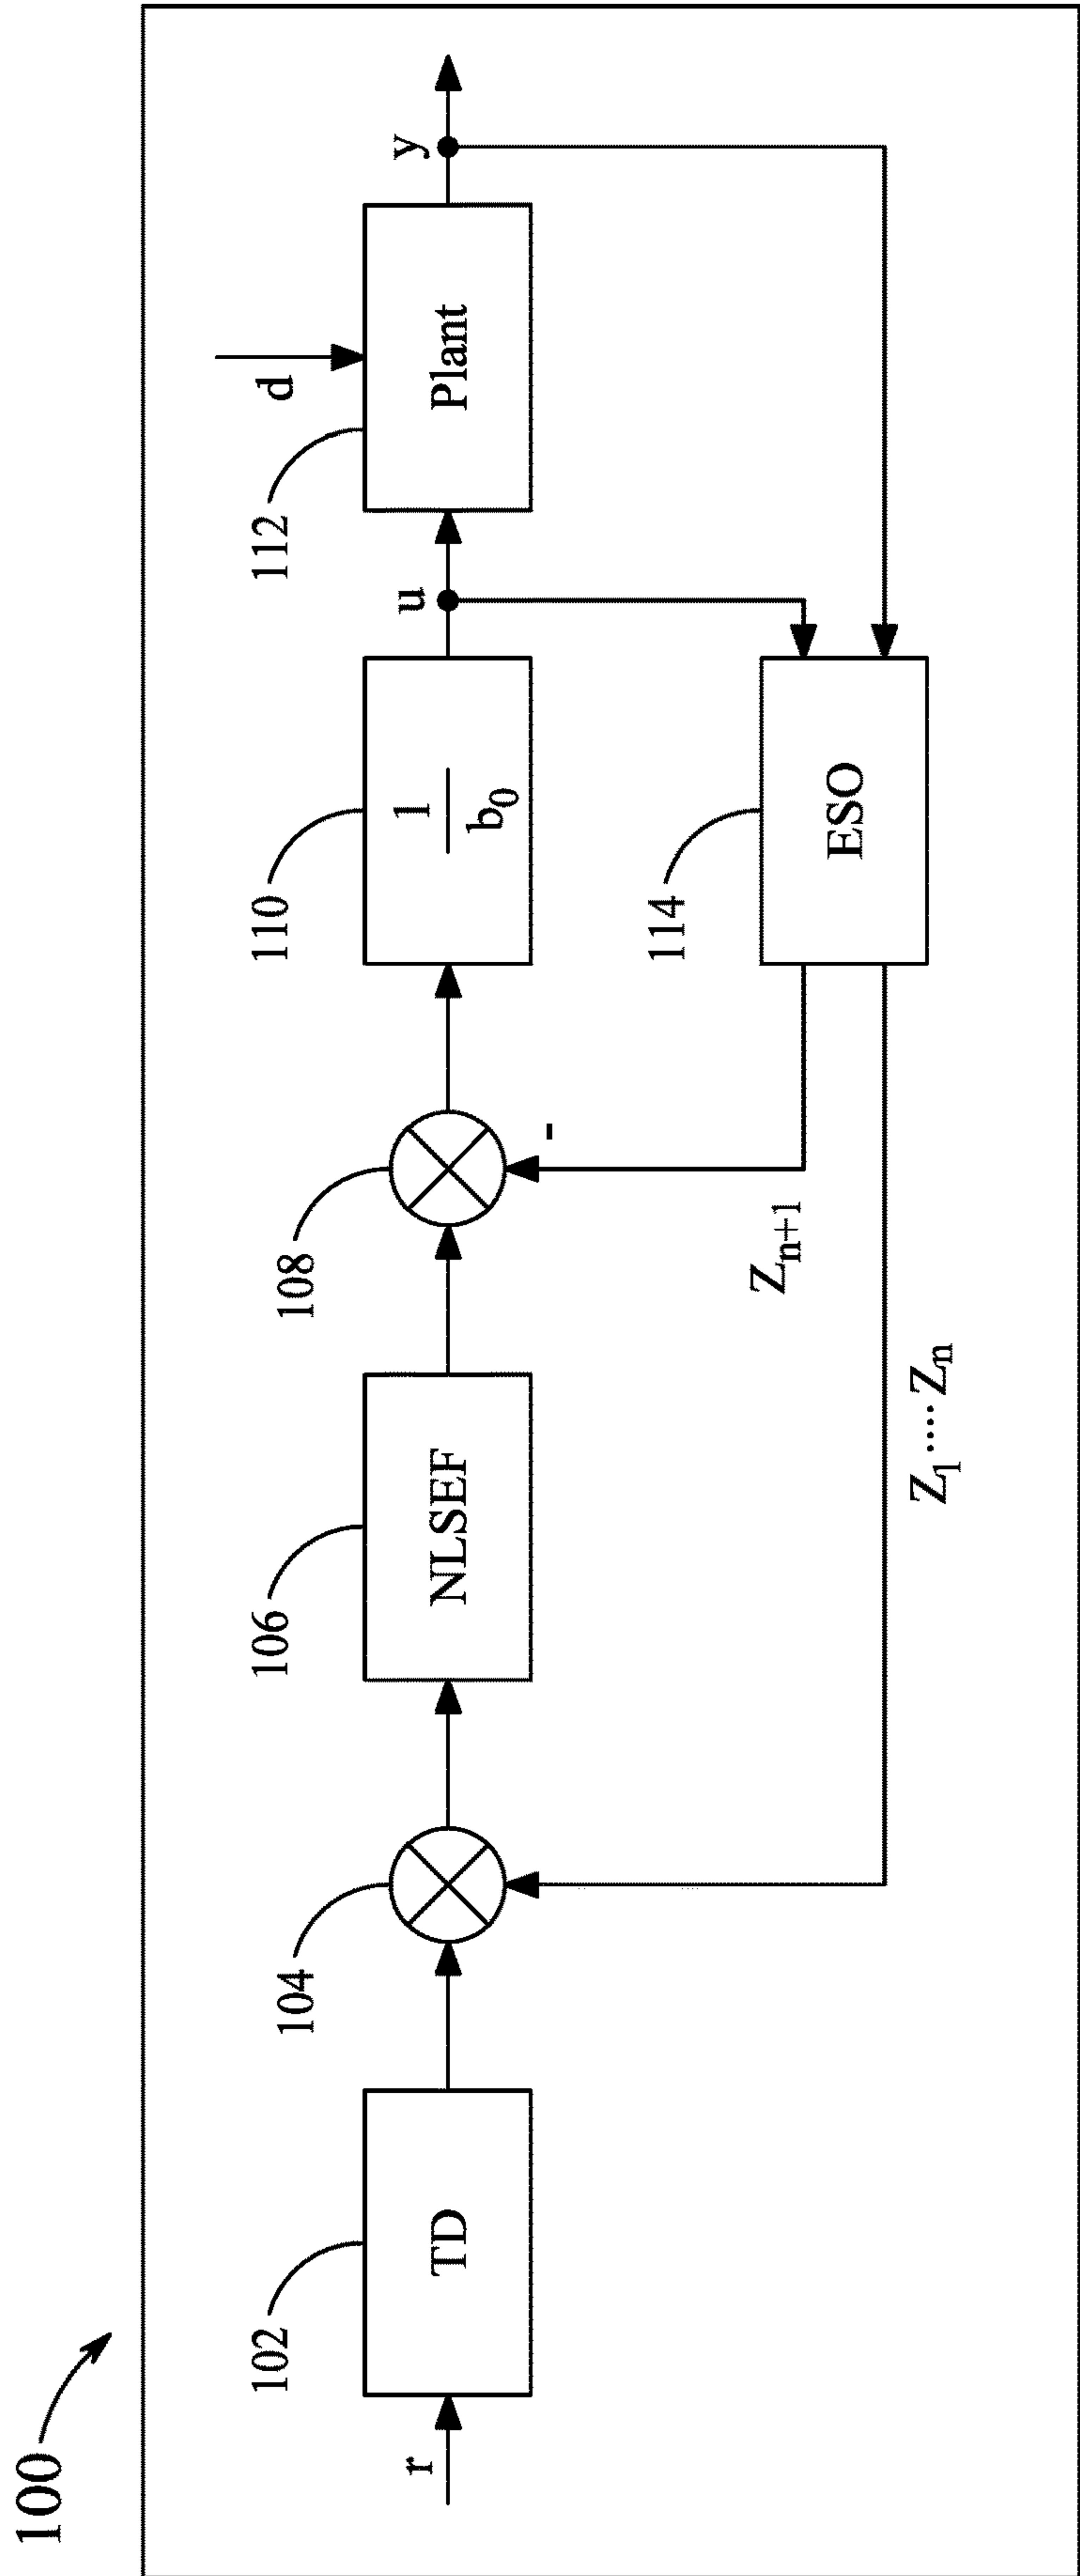 100
102
104
106
108
110
112
d
r
TD
NLSEF
1
b₀
u
Plant
y
114
ESO
-
Zₙ₊₁
Z₁....Zₙ